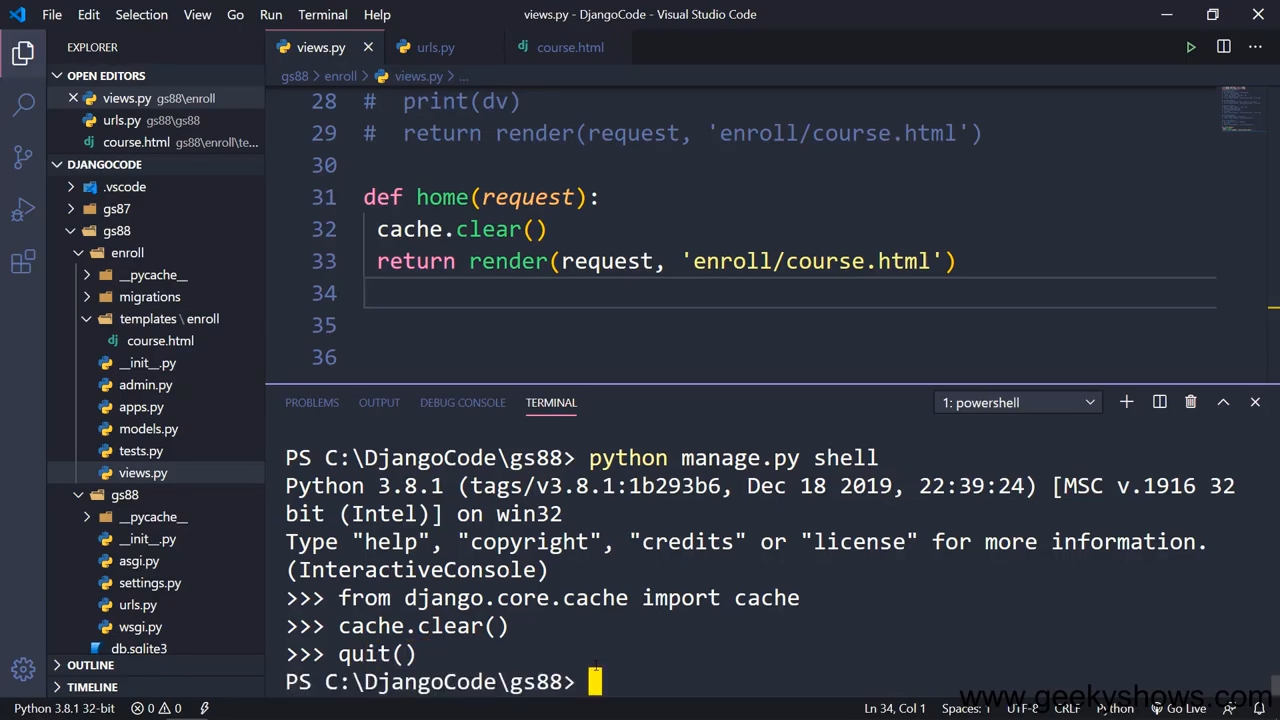 File Edit Selection View Go Run Terminal Help views.py - DjangoCode - Visual Studio Code
EXPLORER
OPEN EDITORS
views.py gs88\enroll
urls.py gs88\gs88
course.html gs88\enroll\te...
DJANGOCODE
.vscode
gs87
gs88
enroll
__pycache__
migrations
templates \ enroll
course.html
__init__.py
admin.py
apps.py
models.py
tests.py
views.py
gs88
__pycache__
__init__.py
asgi.py
settings.py
urls.py
wsgi.py
db.sqlite3
OUTLINE
TIMELINE
views.py urls.py course.html
gs88 > enroll > views.py > ...
28 # print(dv)
29 # return render(request, 'enroll/course.html')
30
31 def home(request):
32 cache.clear()
33 return render(request, 'enroll/course.html')
34
35
36
PROBLEMS OUTPUT DEBUG CONSOLE TERMINAL 1: powershell
PS C:\DjangoCode\gs88> python manage.py shell
Python 3.8.1 (tags/v3.8.1:1b293b6, Dec 18 2019, 22:39:24) [MSC v.1916 32
bit (Intel)] on win32
Type "help", "copyright", "credits" or "license" for more information.
(InteractiveConsole)
>>> from django.core.cache import cache
>>> cache.clear()
>>> quit()
PS C:\DjangoCode\gs88>
www.geekyshows.com
Python 3.8.1 32-bit 0 0 Ln 34, Col 1 Spaces: 1 UTF-8 CRLF Python Go Live